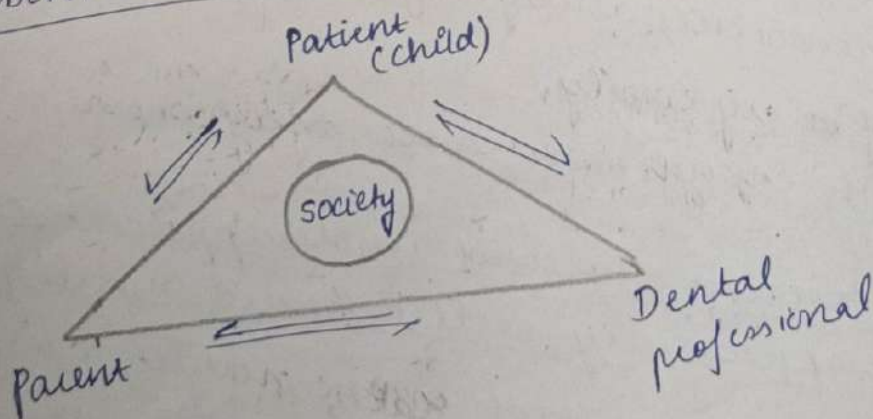 Patient
(child)
society
Dental
professional
Parent